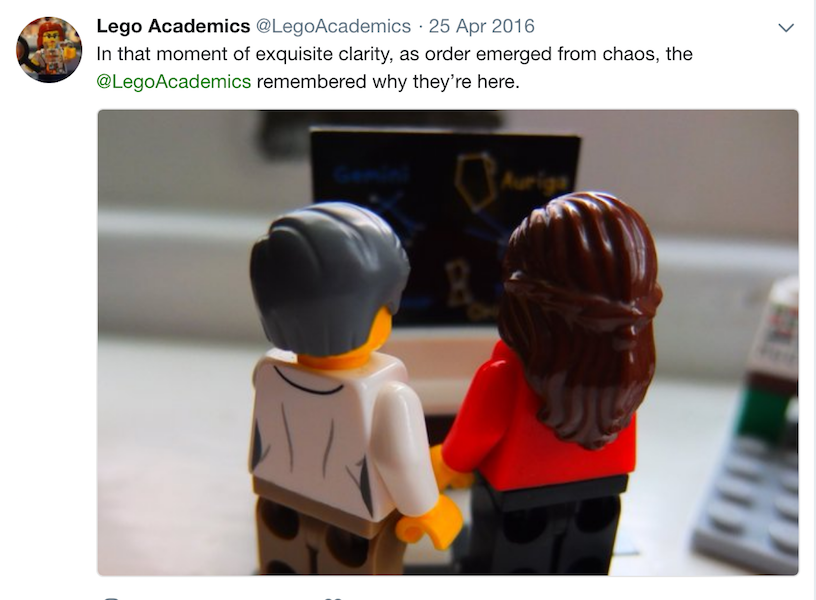 Lego Academics @LegoAcademics · 25 Apr 2016
In that moment of exquisite clarity, as order emerged from chaos, the
@LegoAcademics remembered why they’re here.
Gemini
Auriga